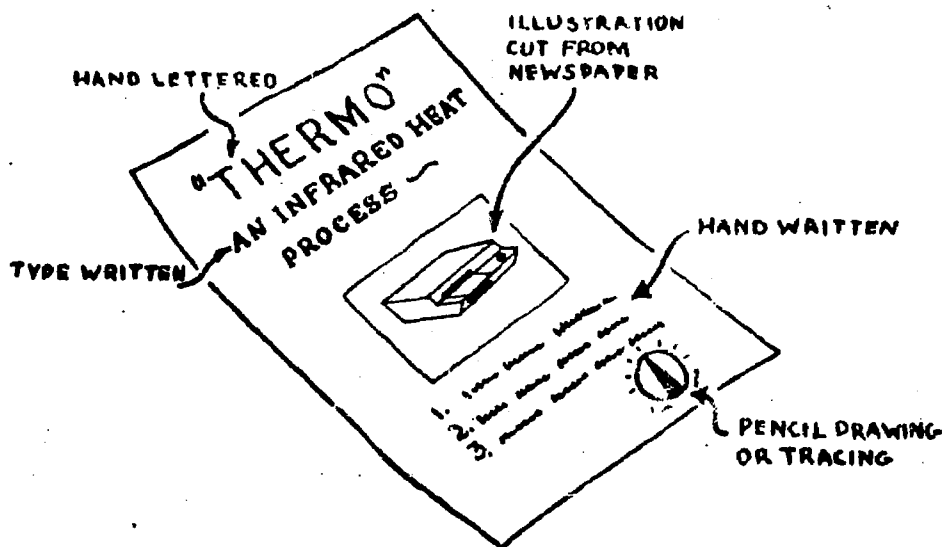 ILLUSTRATION
CUT FROM
NEWSPAPER
HAND LETTERED
"THERMO"
AN INFRARED HEAT
PROCESS
TYPE WRITTEN
HAND WRITTEN
1.
2.
3.
PENCIL DRAWING
OR TRACING